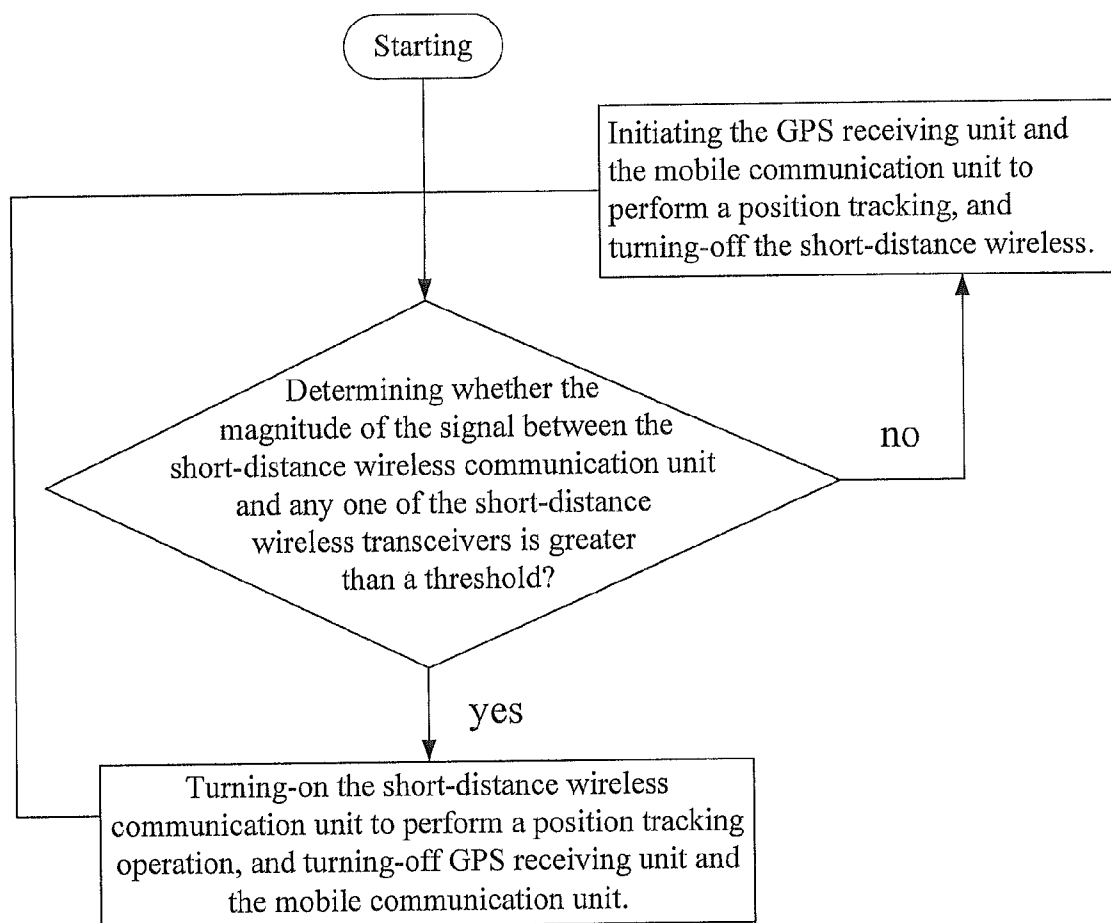 Starting
Initiating the GPS receiving unit and
the mobile communication unit to
perform a position tracking, and
turning-off the short-distance wireless.
Determining whether the
magnitude of the signal between the
short-distance wireless communication unit
and any one of the short-distance
wireless transceivers is greater
than a threshold?
no
yes
Turning-on the short-distance wireless
communication unit to perform a position tracking
operation, and turning-off GPS receiving unit and
the mobile communication unit.